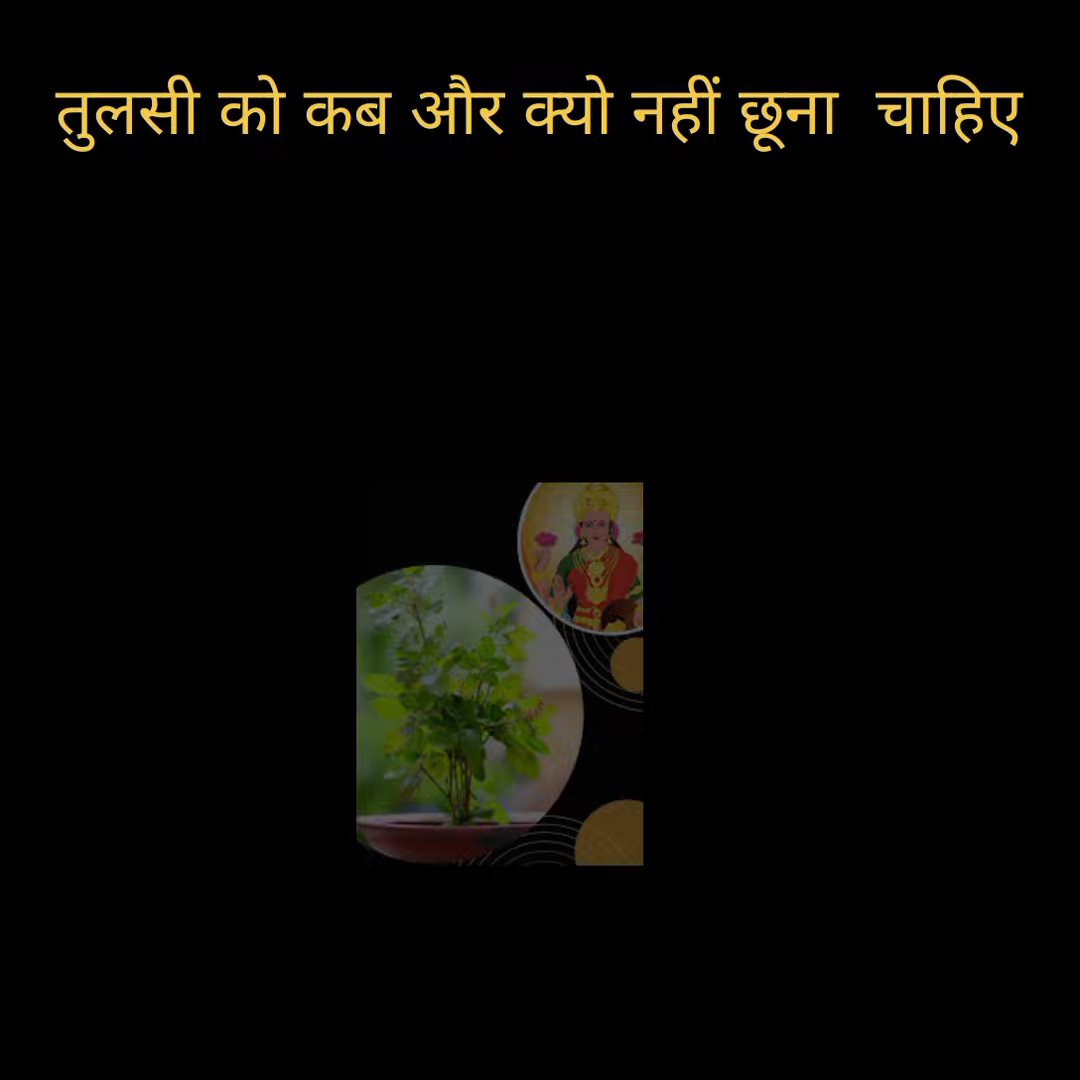 तुलसी को कब और क्यो नहीं छूना  चाहिए